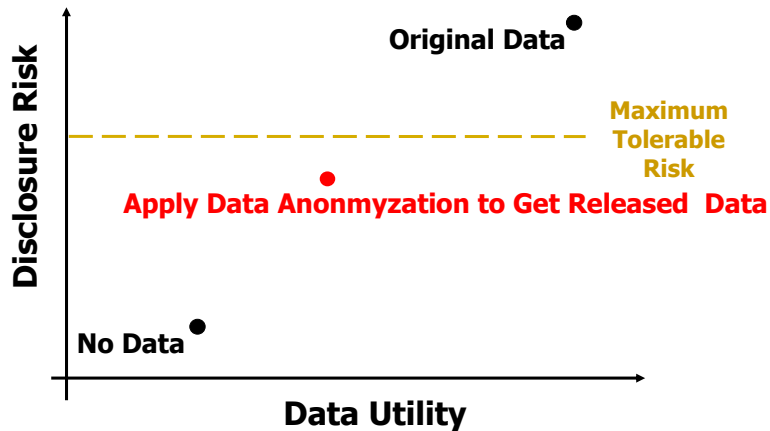 Original Data
Disclosure Risk
Maximum
Tolerable
Risk
Apply Data Anonmyzation to Get Released Data
No Data
Data Utility